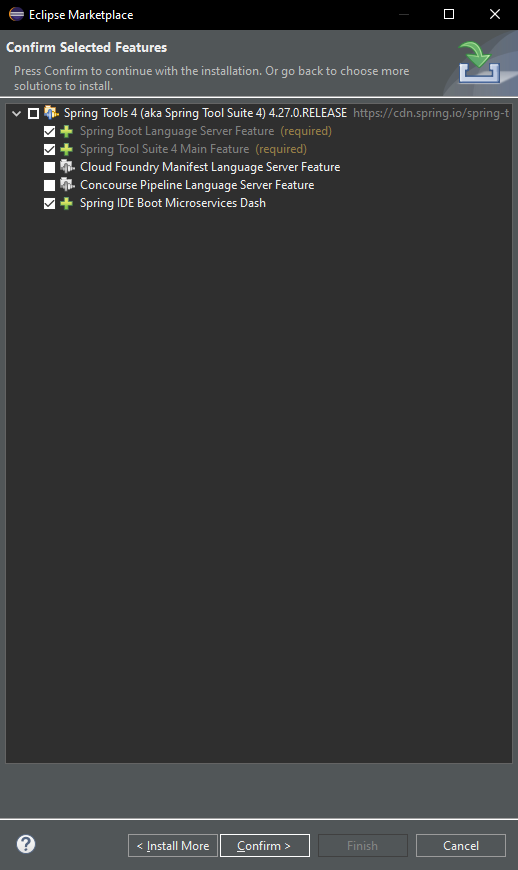 Eclipse Marketplace
Confirm Selected Features
Press Confirm to continue with the installation. Or go back to choose more
solutions to install.
Spring Tools 4 (aka Spring Tool Suite 4) 4.27.0.RELEASE https://cdn.spring.io/spring-t
Spring Boot Language Server Feature (required)
Spring Tool Suite 4 Main Feature (required)
Cloud Foundry Manifest Language Server Feature
Concourse Pipeline Language Server Feature
Spring IDE Boot Microservices Dash
? < Install More Confirm > Finish Cancel